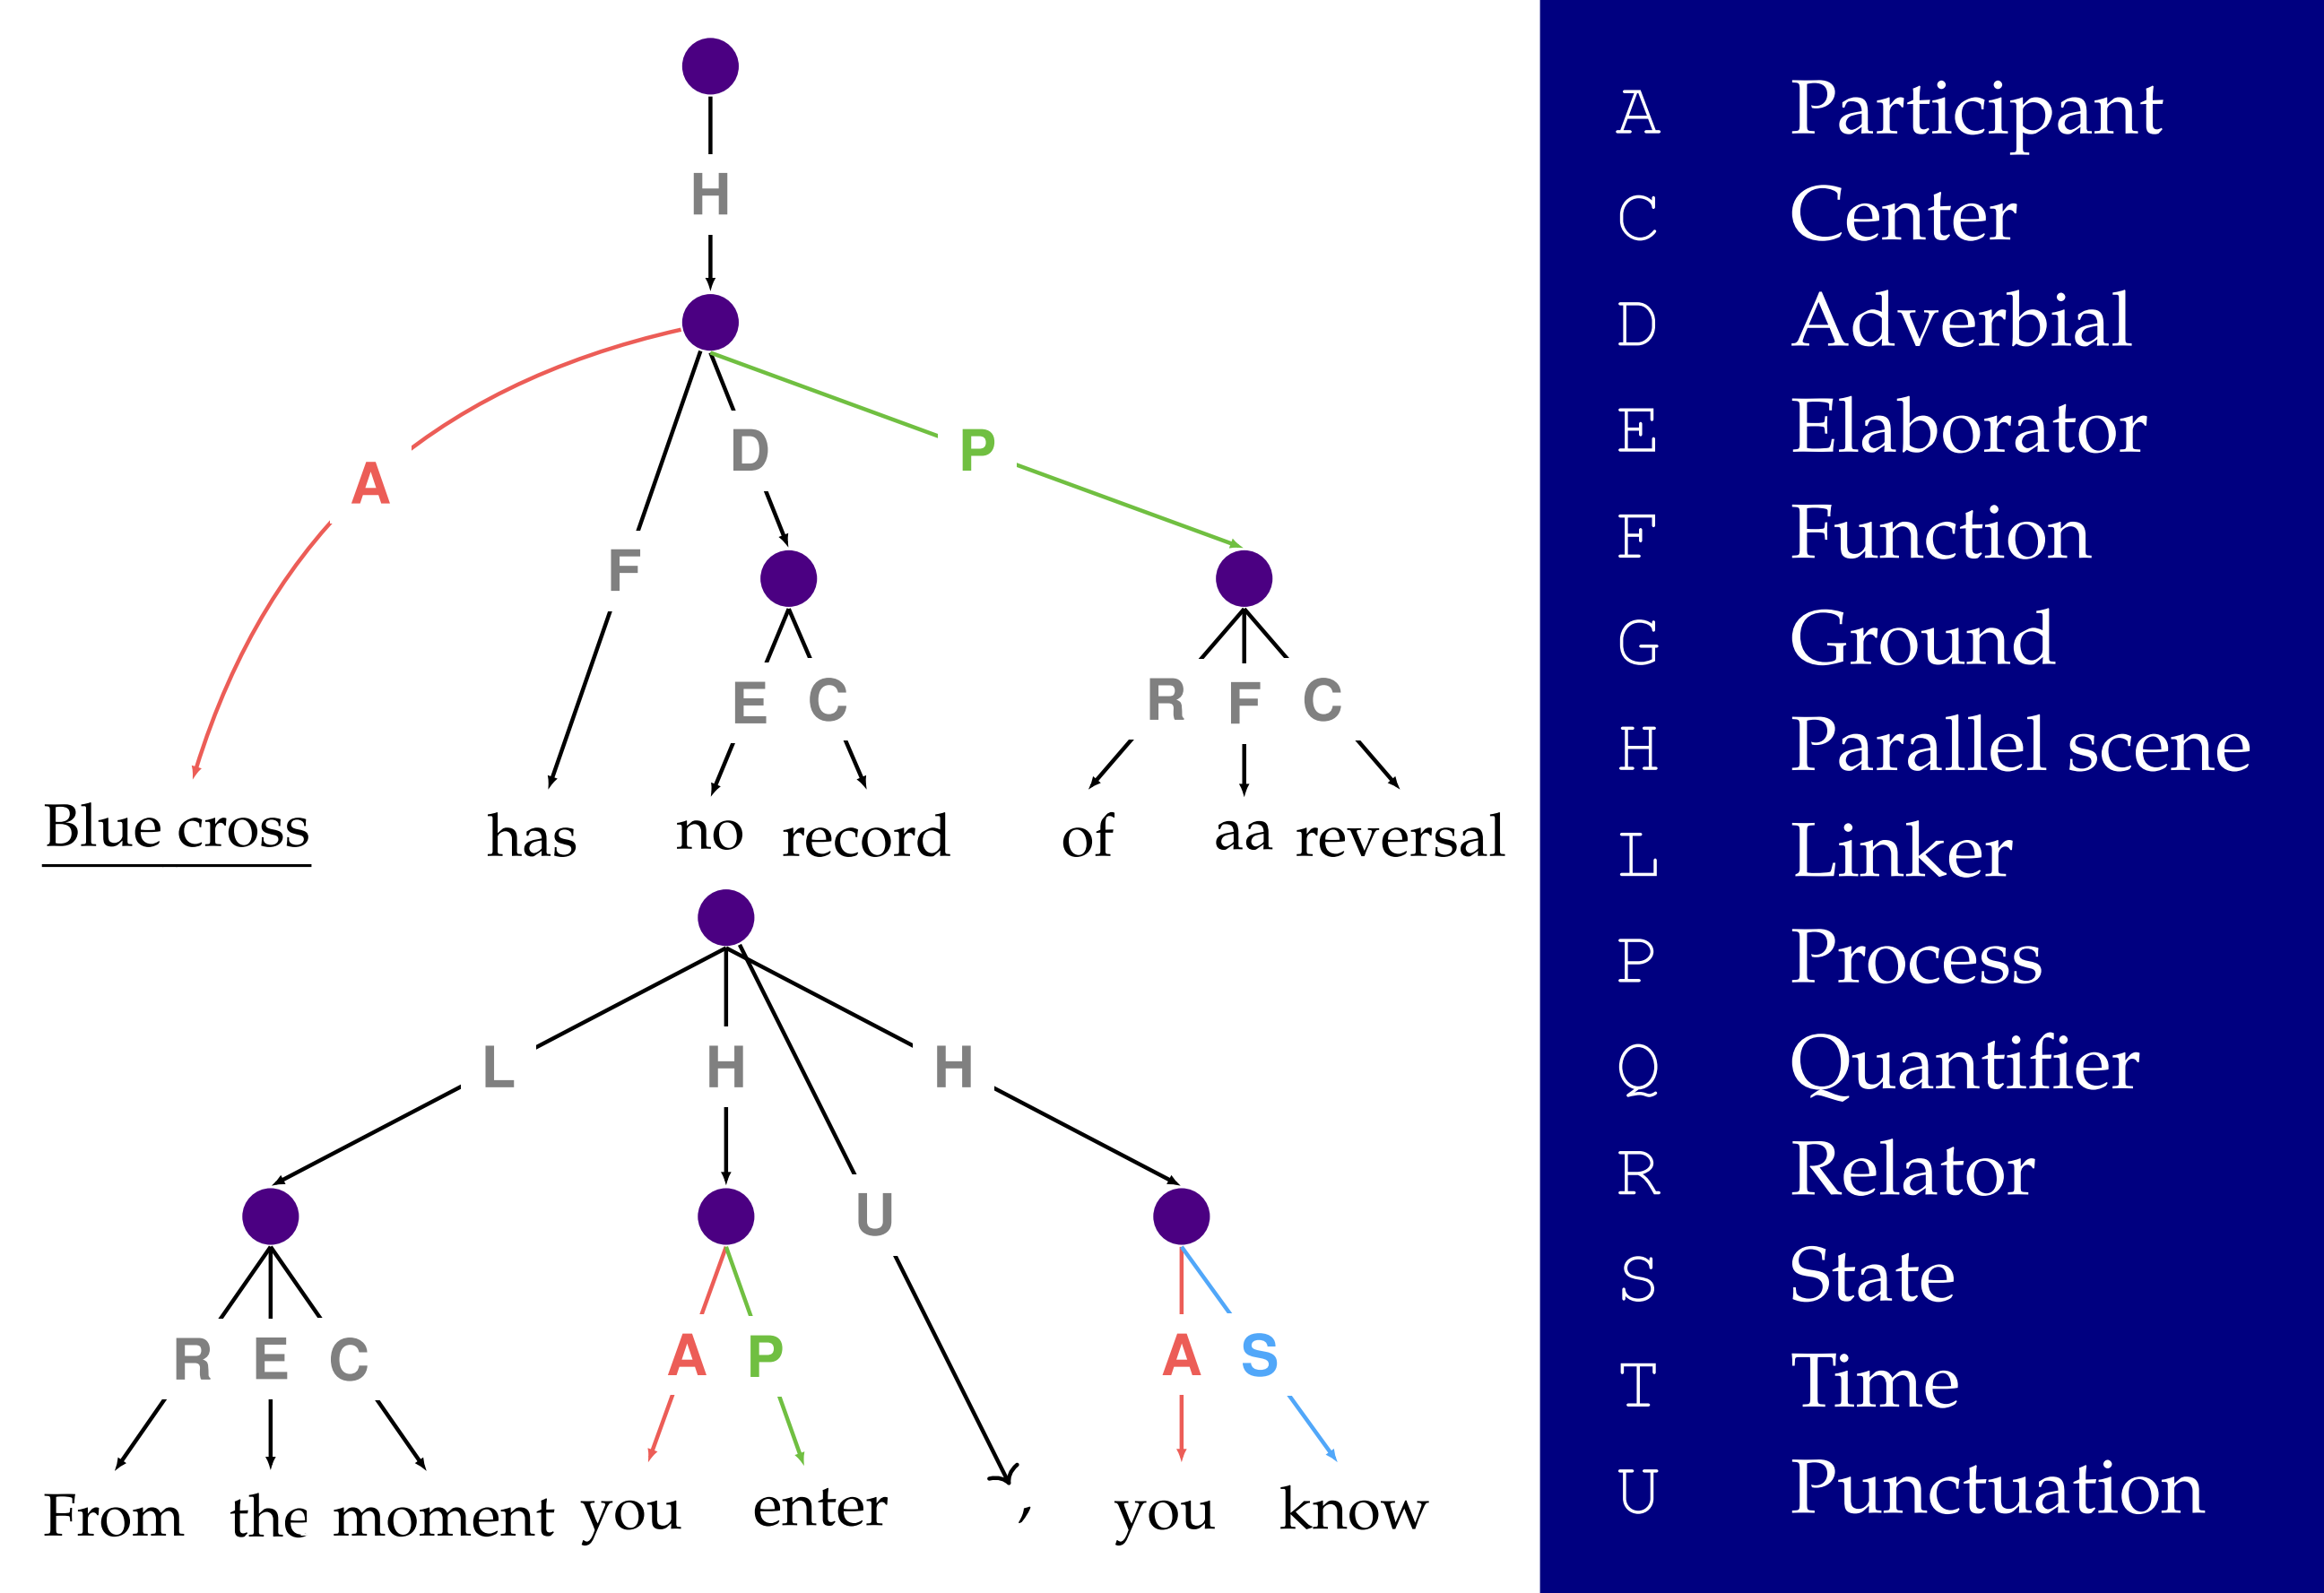 H
A
D
P
F
E C
R F C
Blue cross has no record of aa reversal
L H H
U
R E C A P A S
From the moment you enter , you know
A Participant
C Center
D Adverbial
E Elaborator
F Function
G Ground
H Parallel scene
L Linker
P Process
Q Quantifier
R Relator
S State
T Time
U Punctuation